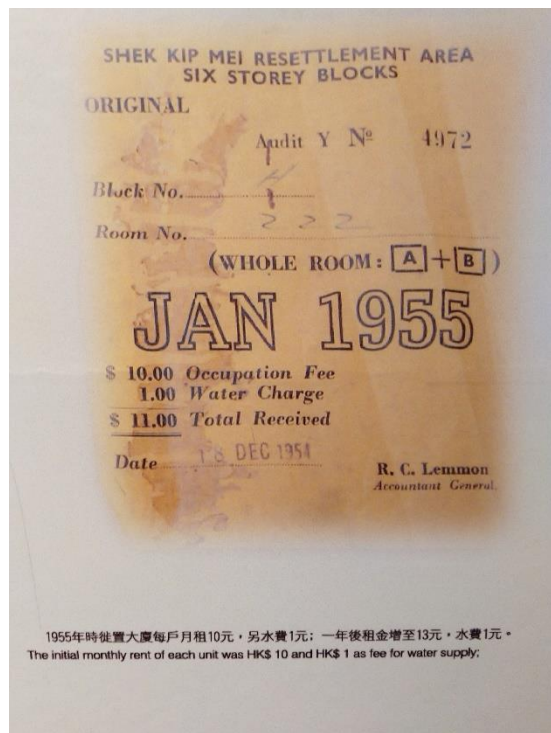 SHEK KIP MEI RESETTLEMENT AREA
SIX STOREY BLOCKS
ORIGINAL
Audit Y Nº 4972
Block No. H
Room No. 222
(WHOLE ROOM: A + B)
JAN 1955
$ 10.00 Occupation Fee
1.00 Water Charge
$ 11.00 Total Received
Date 18 DEC 1954
R. C. Lemmon
Accountant General.
1955年時徙置大廈每戶月租10元，另水費1元；一年後租金增至13元，水費1元。
The initial monthly rent of each unit was HK$ 10 and HK$ 1 as fee for water supply;